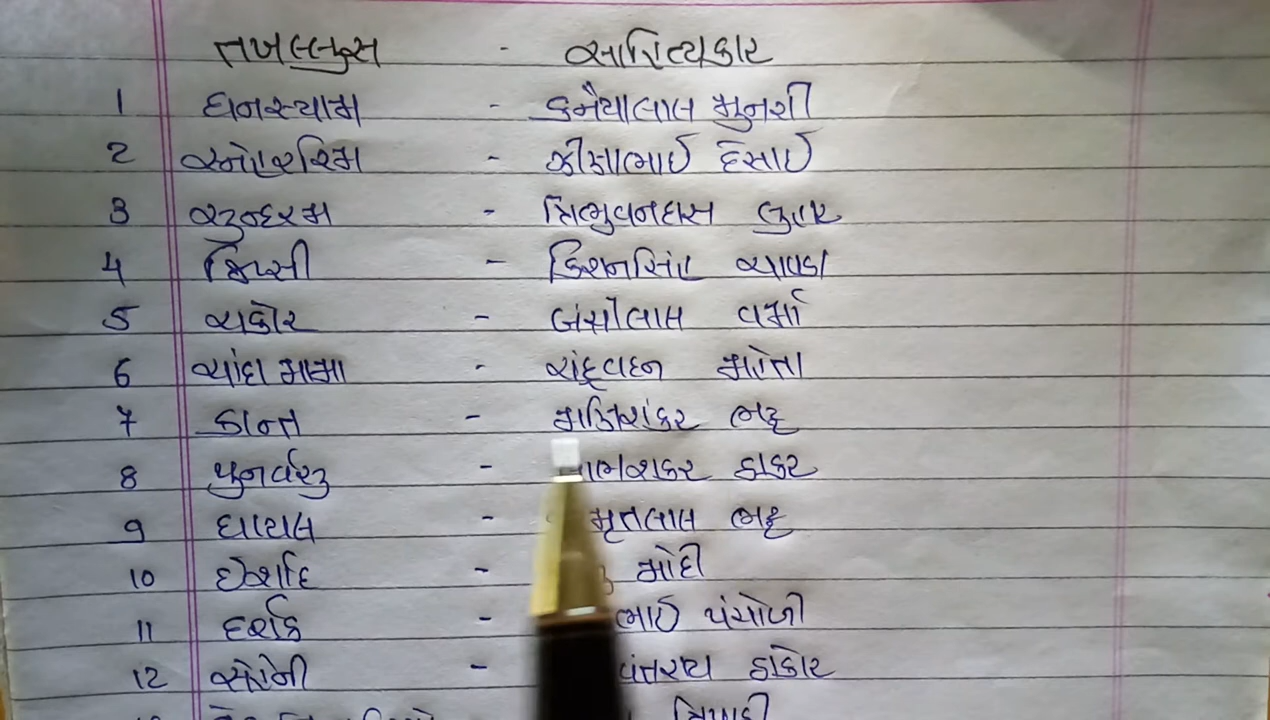 તખલ્લુસ - સાહિત્યકાર
1 ઘનશ્યામ - કનૈયાલાલ મુનશી
2 સ્નેહરશ્મિ - ઝીણાભાઈ દેસાઈ
3 સુન્દરમ - ત્રિભુવનદાસ લુહાર
4 જિપ્સી - કિશનસિંહ ચાવડા
5 ચકોર - બંસીલાલ વર્મા
6 ચાંદામામા - ચંદ્રવદન મહેતા
7 કાન્ત - મણિશંકર ભટ્ટ
8 પુનર્વસુ - ાભશંકર ઠાકર
9 ઘાયલ - મૃતલાલ ભટ્ટ
10 ઈર્શાદ - મોદી
11 દર્શક - ભાઈ પંચોળી
12 સેહેની - વંતરાય ઠાકોર
ત્રિપાઠી